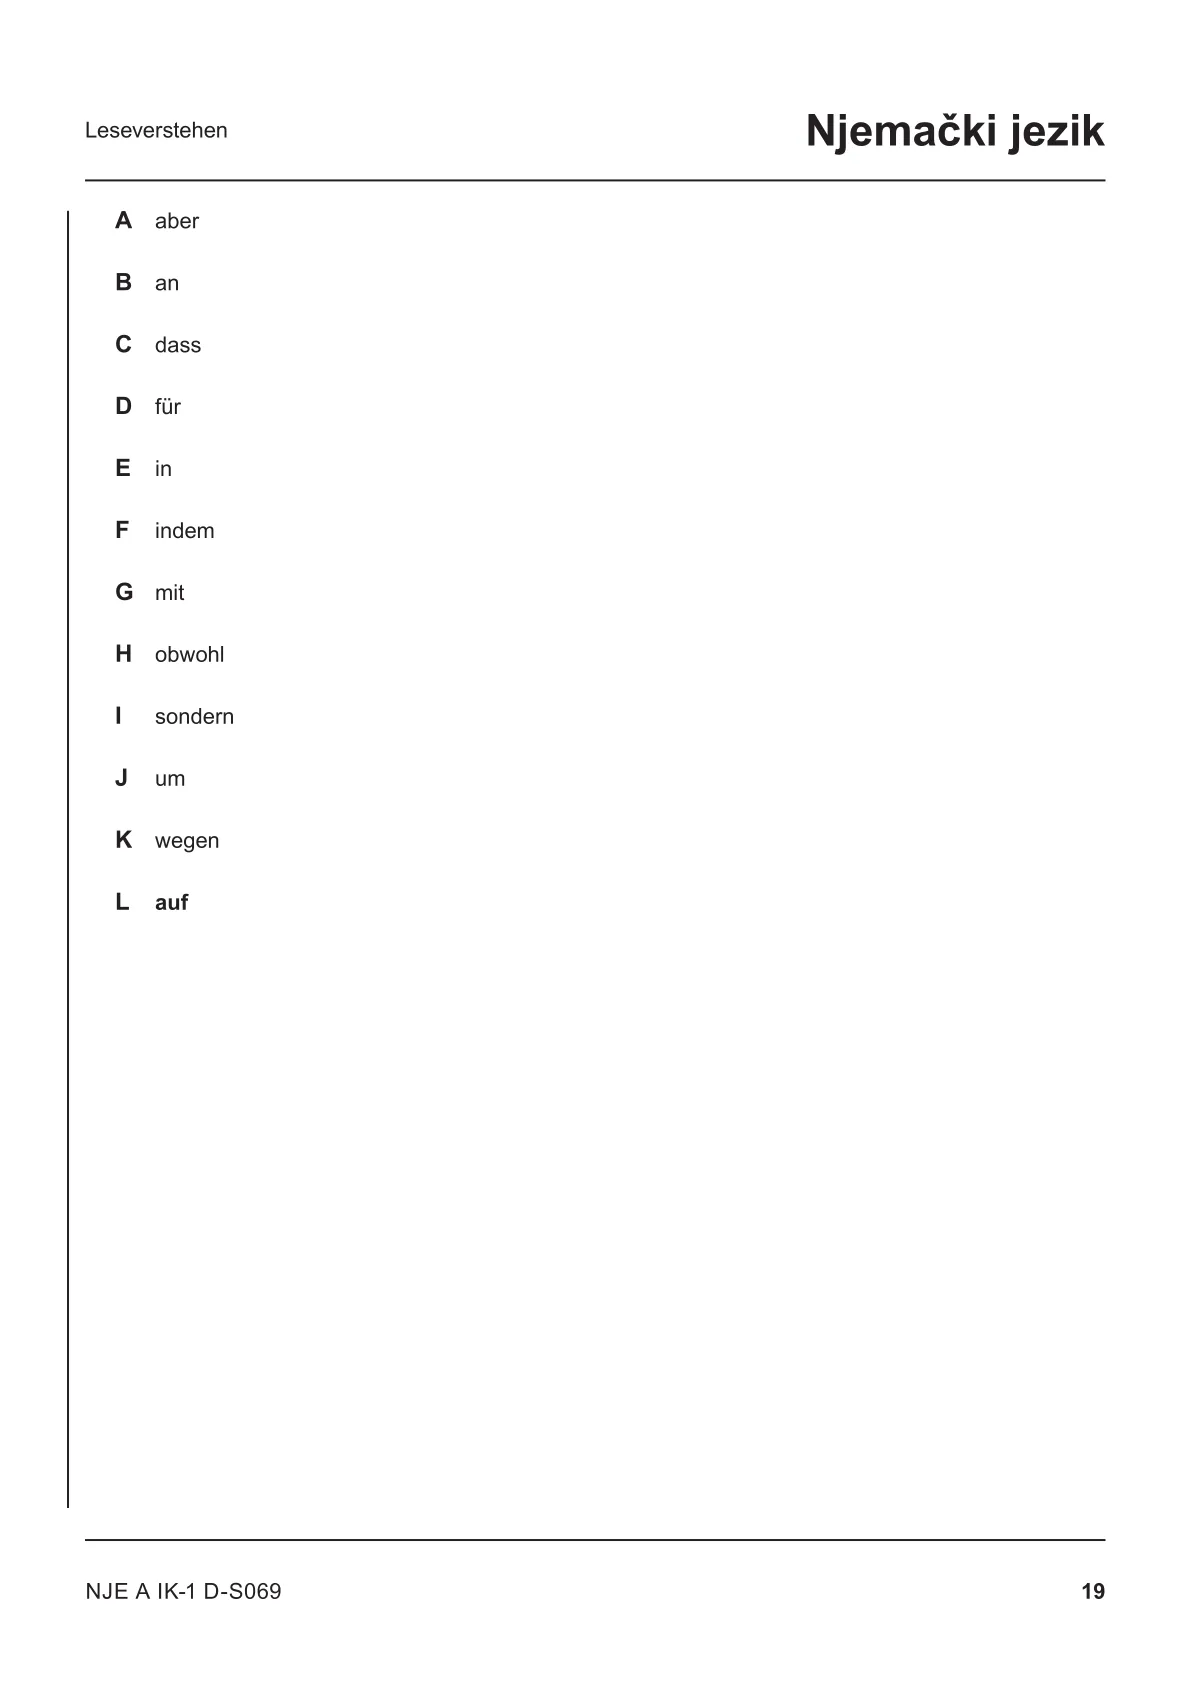 Leseverstehen
Njemački jezik
A aber
B an
C dass
D für
E in
F indem
G mit
H obwohl
I sondern
J um
K wegen
L auf
NJE A IK-1 D-S069
19